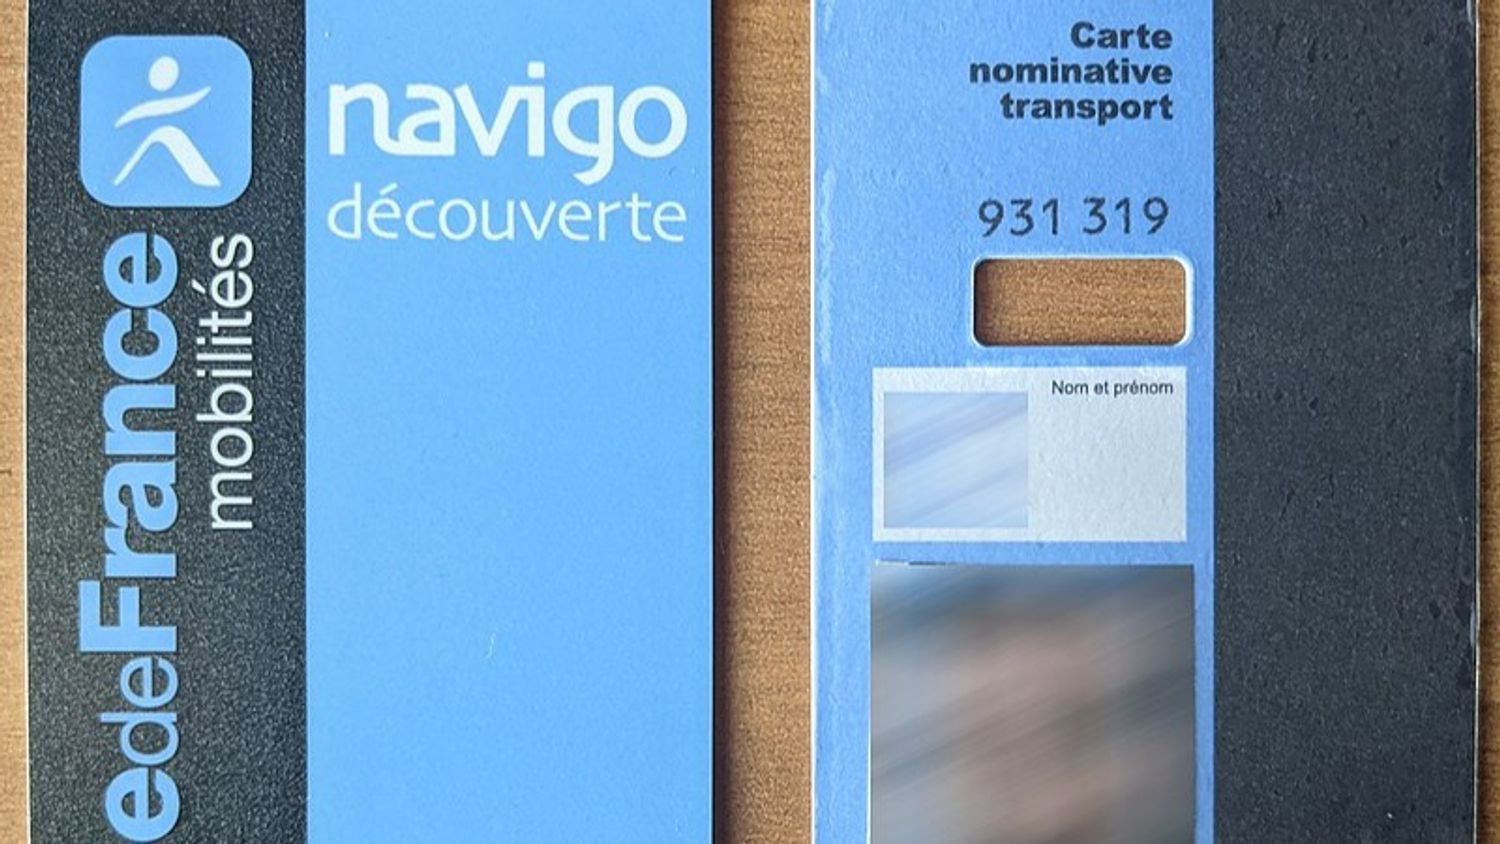 edeFrance
mobilités
navigo
découverte
Carte
nominative
transport
931 319
Nom et prénom